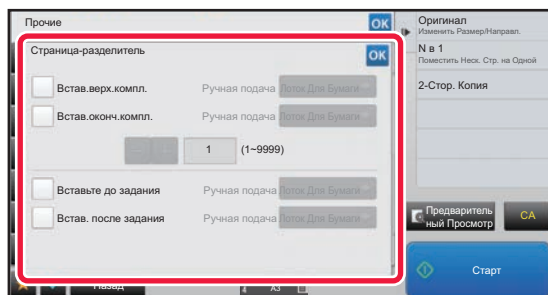 Прочие
OK
Страница-разделитель
OK
Встав.верх.компл.
Ручная подача
Лоток Для Бумаги
Встав.оконч.компл.
Ручная подача
Лоток Для Бумаги
1
(1~9999)
Вставьте до задания
Ручная подача
Лоток Для Бумаги
Встав. после задания
Ручная подача
Лоток Для Бумаги
Назад
A3
Оригинал
Изменить Размер/Направл.
N в 1
Поместить Неск. Стр. на Одной
2-Стор. Копия
Предваритель
ный Просмотр
CA
Старт